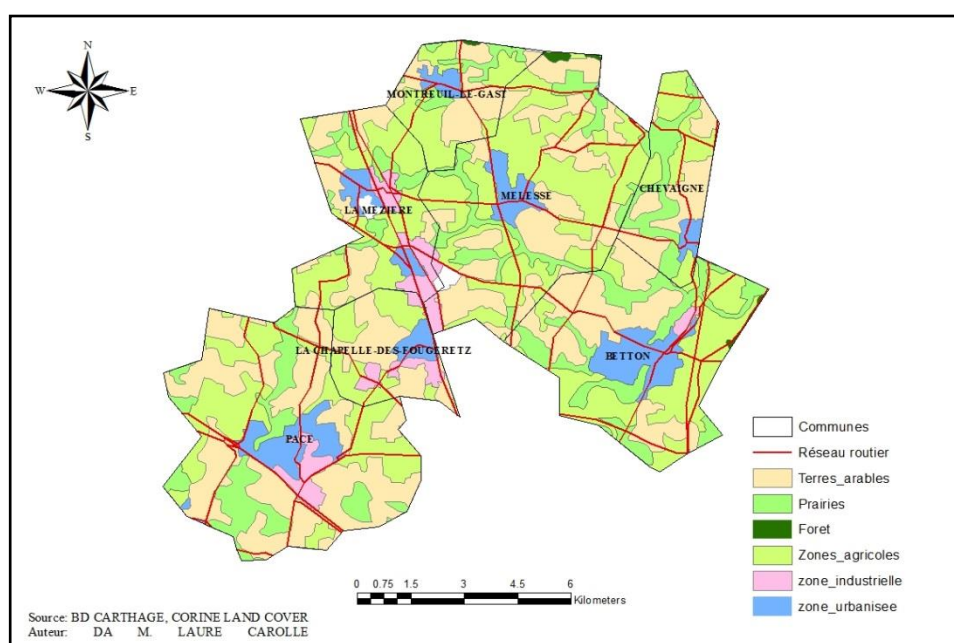 N
W E
S
MONTREUIL-LE-GAST
CHEVAIGNE
MELESSE
LA MEZIERE
LA CHAPELLE-DES-FOUGERETZ
BETTON
PACE
Communes
Réseau routier
Terres_arables
Prairies
Foret
Zones_agricoles
zone_industrielle
zone_urbanisee
0 0.75 1.5 3 4.5 6
Kilometers
Source: BD CARTHAGE, CORINE LAND COVER
Auteur: DA M. LAURE CAROLLE